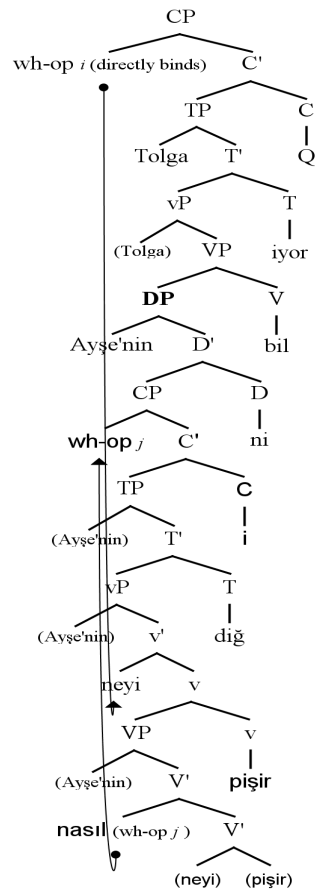 CP
wh-op i (directly binds) C'
TP C
Tolga T' Q
vP T
(Tolga) VP iyor
DP V
Ayşe'nin D' bil
CP D
wh-op j C' ni
TP C
(Ayşe'nin) T' i
vP T
(Ayşe'nin) v' diğ
neyi v
VP v
(Ayşe'nin) V' pişir
nasıl (wh-op j ) V'
(neyi) (pişir)